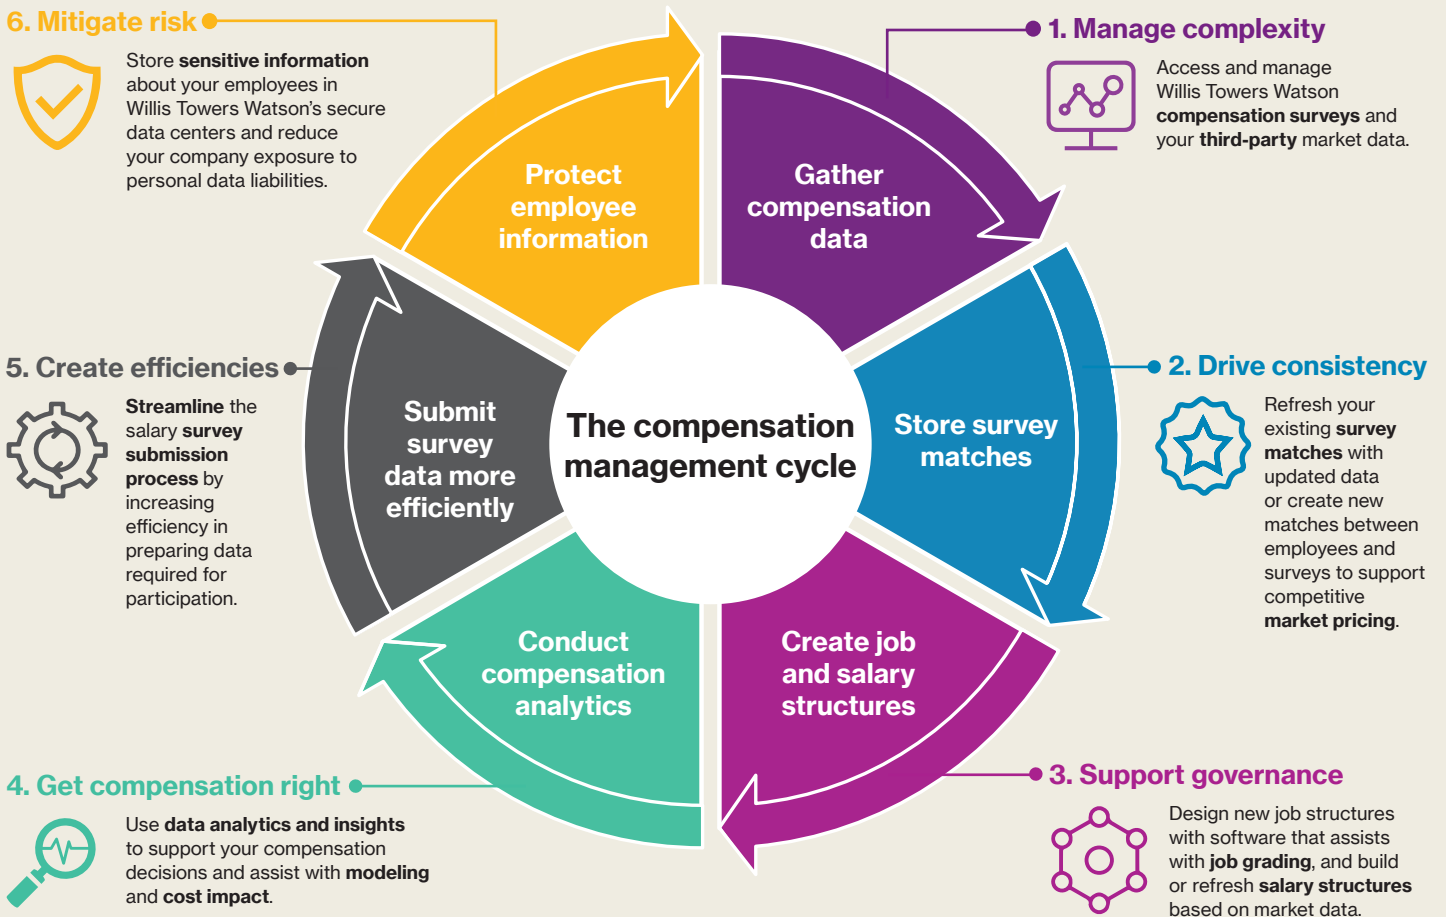 6. Mitigate risk
Store sensitive information
about your employees in
Willis Towers Watson's secure
data centers and reduce
your company exposure to
personal data liabilities.
1. Manage complexity
Access and manage
Willis Towers Watson
compensation surveys and
your third-party market data.
Protect
employee
information
Gather
compensation
data
5. Create efficiencies
Streamline the
salary survey
submission
process by
increasing
efficiency in
preparing data
required for
participation.
Submit
survey
data more
efficiently
The compensation
management cycle
Store survey
matches
2. Drive consistency
Refresh your
existing survey
matches with
updated data
or create new
matches between
employees and
surveys to support
competitive
market pricing.
Conduct
compensation
analytics
Create job
and salary
structures
4. Get compensation right
Use data analytics and insights
to support your compensation
decisions and assist with modeling
and cost impact.
3. Support governance
Design new job structures
with software that assists
with job grading, and build
or refresh salary structures
based on market data.